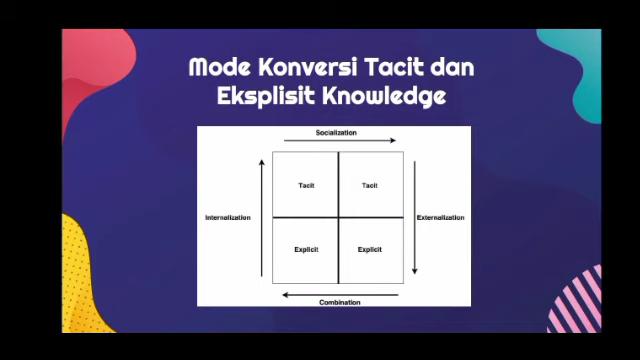 Mode Konversi Tacit dan
Eksplisit Knowledge
Socialization
Tacit
Tacit
Internalization
Externalization
Explicit
Explicit
Combination